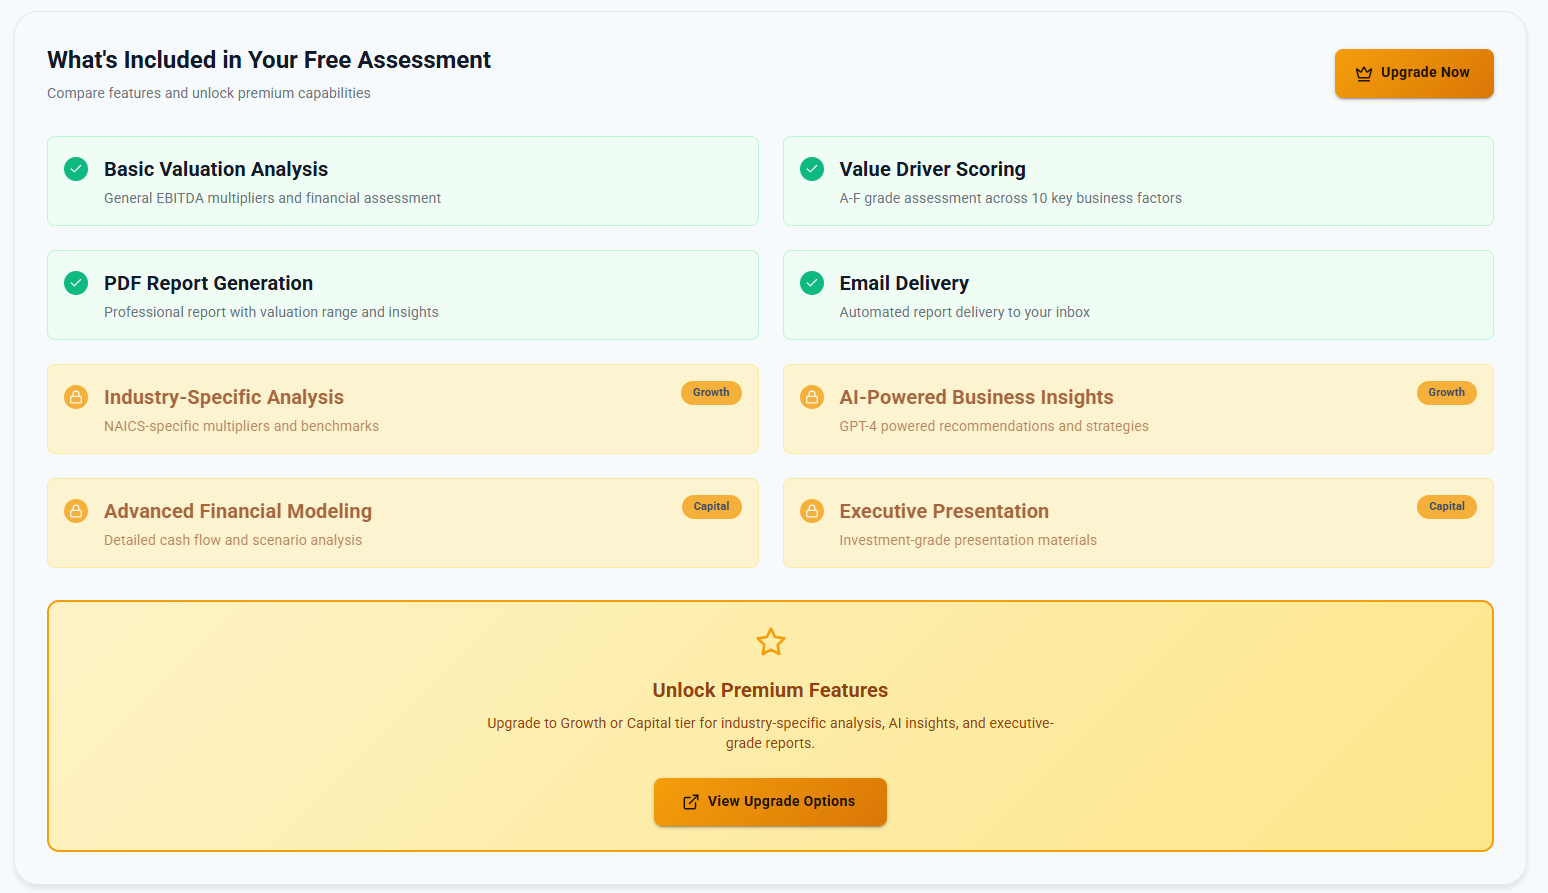 What's Included in Your Free Assessment
Compare features and unlock premium capabilities
Upgrade Now
Basic Valuation Analysis
General EBITDA multipliers and financial assessment
Value Driver Scoring
A-F grade assessment across 10 key business factors
PDF Report Generation
Professional report with valuation range and insights
Email Delivery
Automated report delivery to your inbox
Industry-Specific Analysis
Growth
NAICS-specific multipliers and benchmarks
AI-Powered Business Insights
Growth
GPT-4 powered recommendations and strategies
Advanced Financial Modeling
Capital
Detailed cash flow and scenario analysis
Executive Presentation
Capital
Investment-grade presentation materials
Unlock Premium Features
Upgrade to Growth or Capital tier for industry-specific analysis, AI insights, and executive-
grade reports.
View Upgrade Options